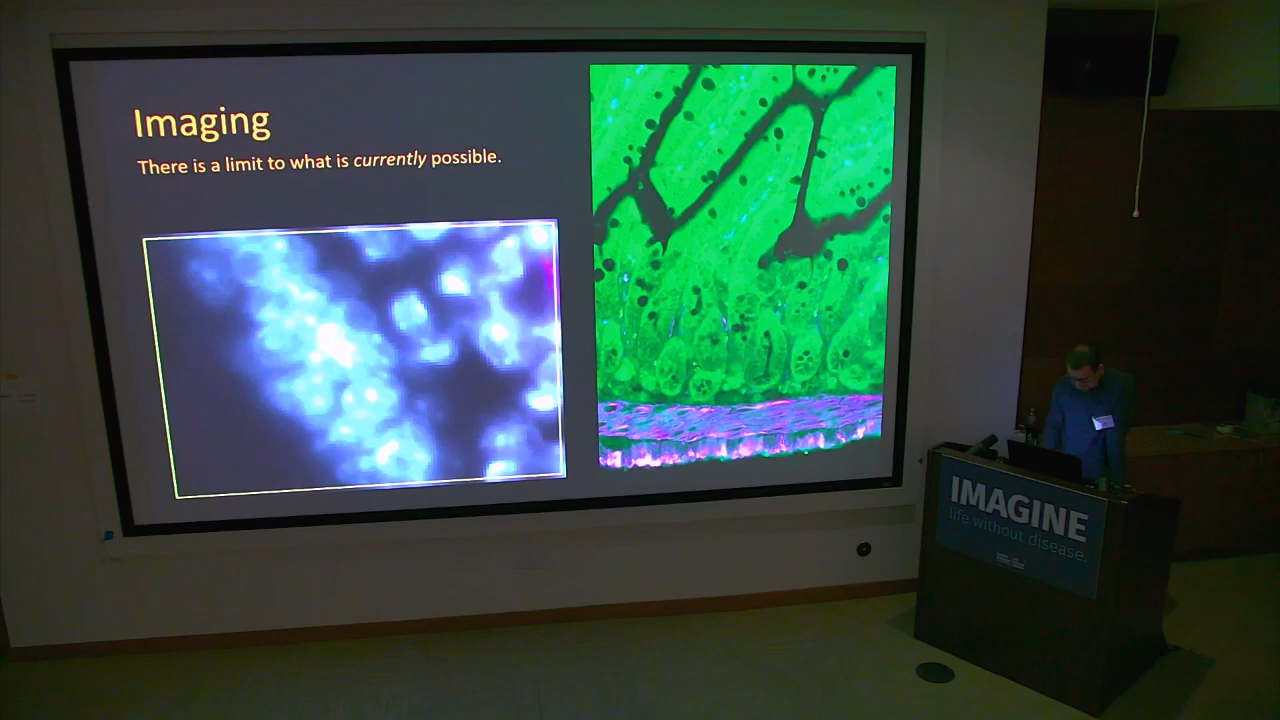 Imaging
There is a limit to what is currently possible.
IMAGINE
life without disease.